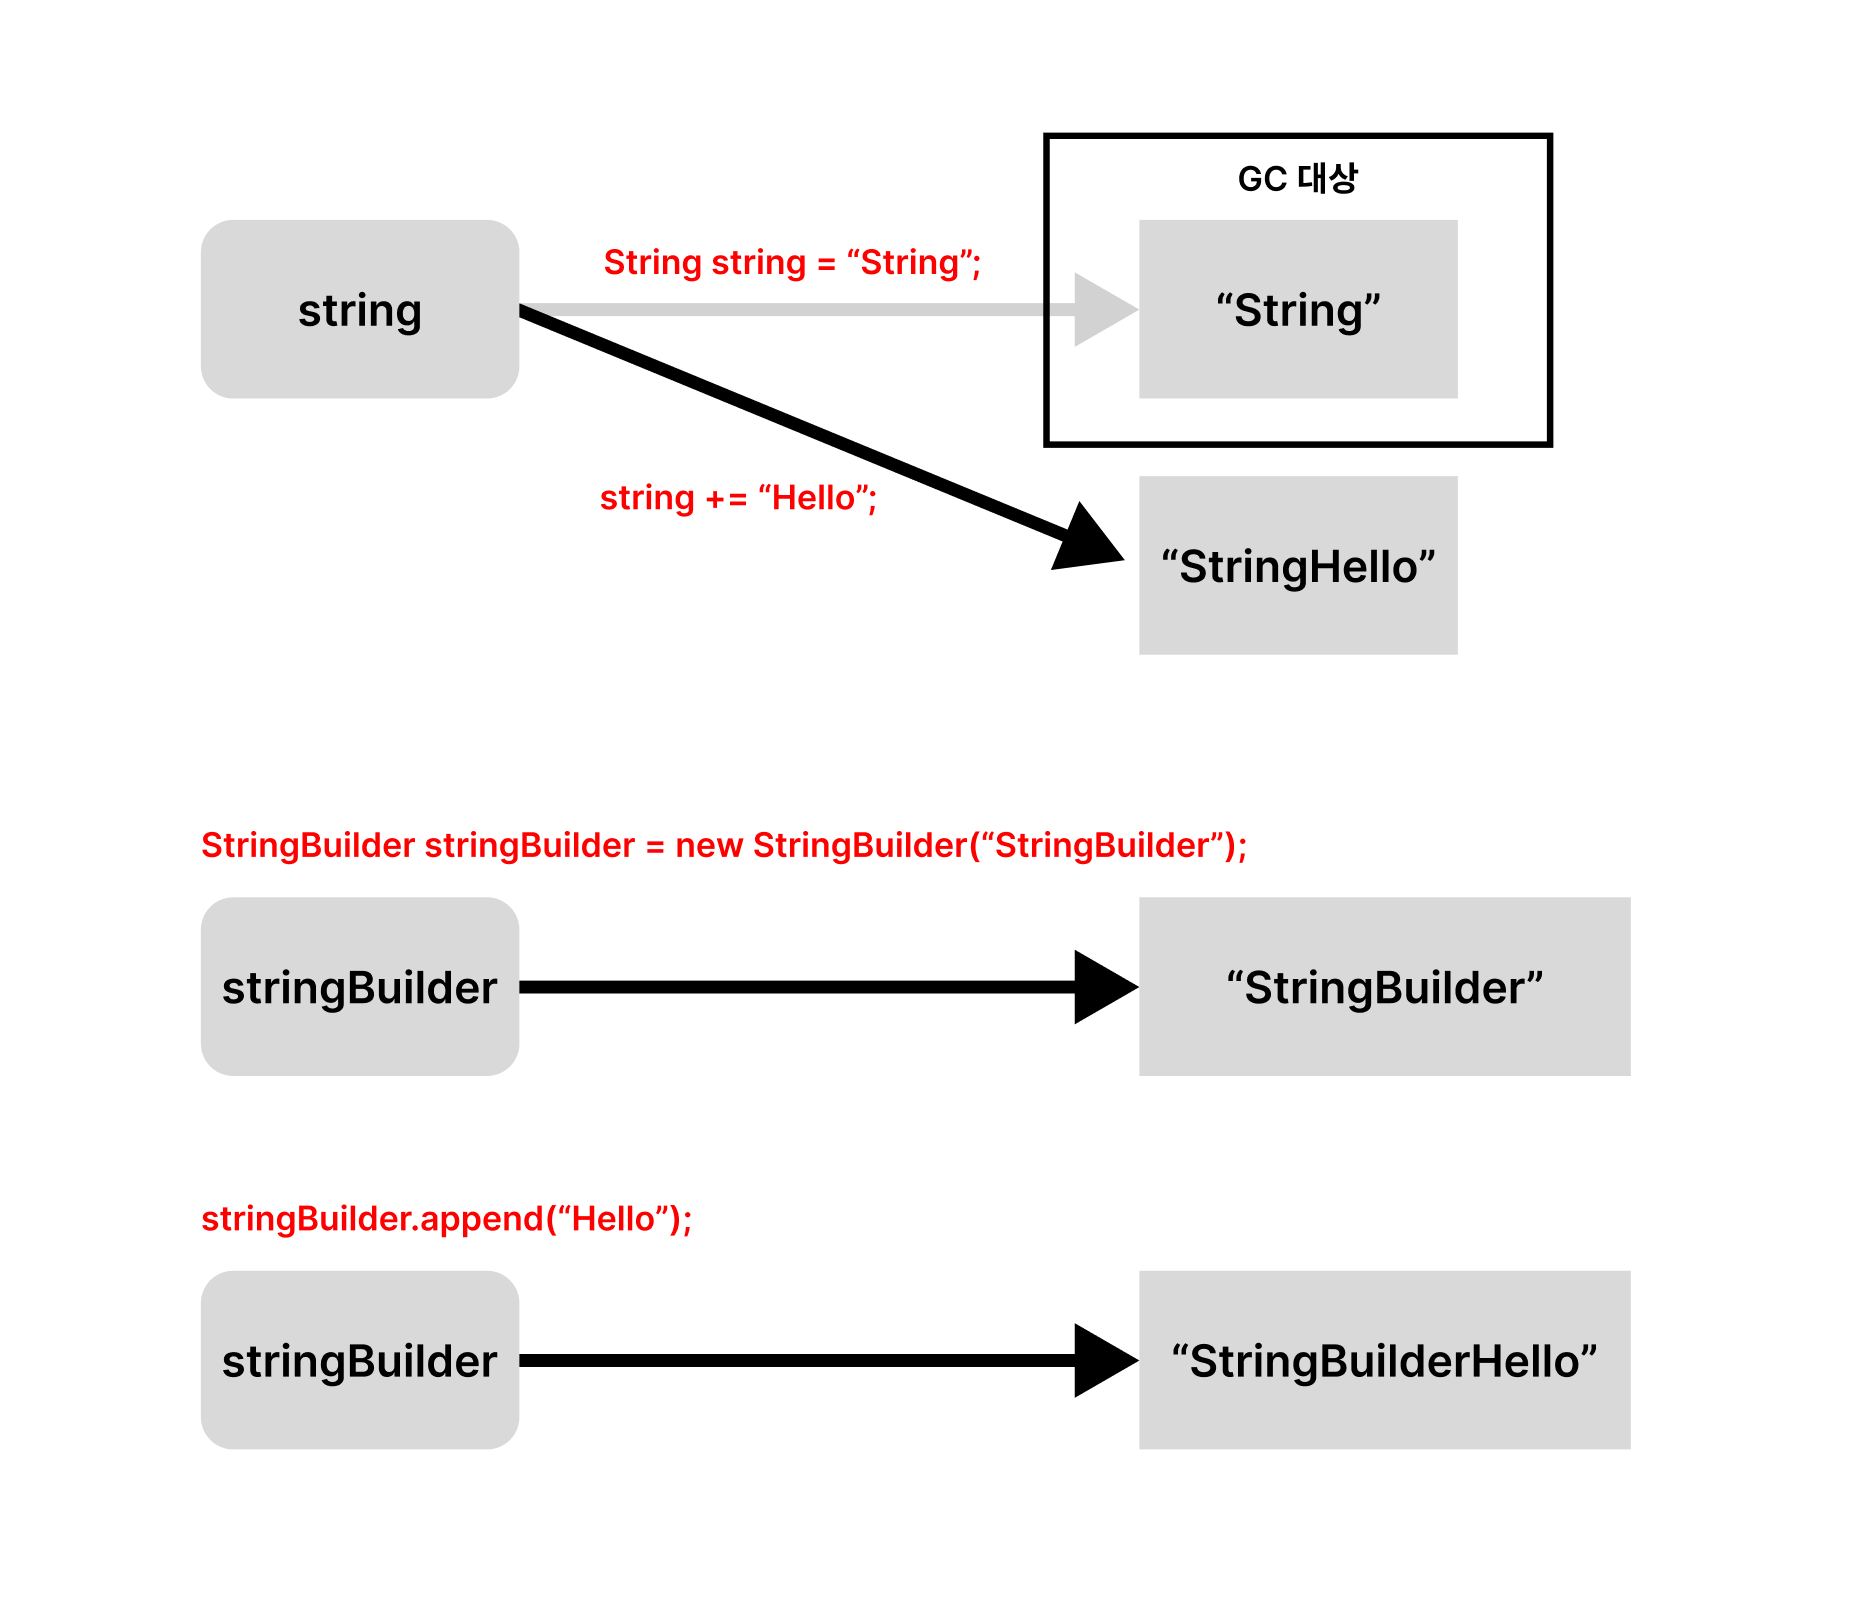 GC 대상
String string = “String”;
string
“String”
string += “Hello”;
“StringHello”
StringBuilder stringBuilder = new StringBuilder(“StringBuilder”);
stringBuilder
“StringBuilder”
stringBuilder.append(“Hello”);
stringBuilder
“StringBuilderHello”